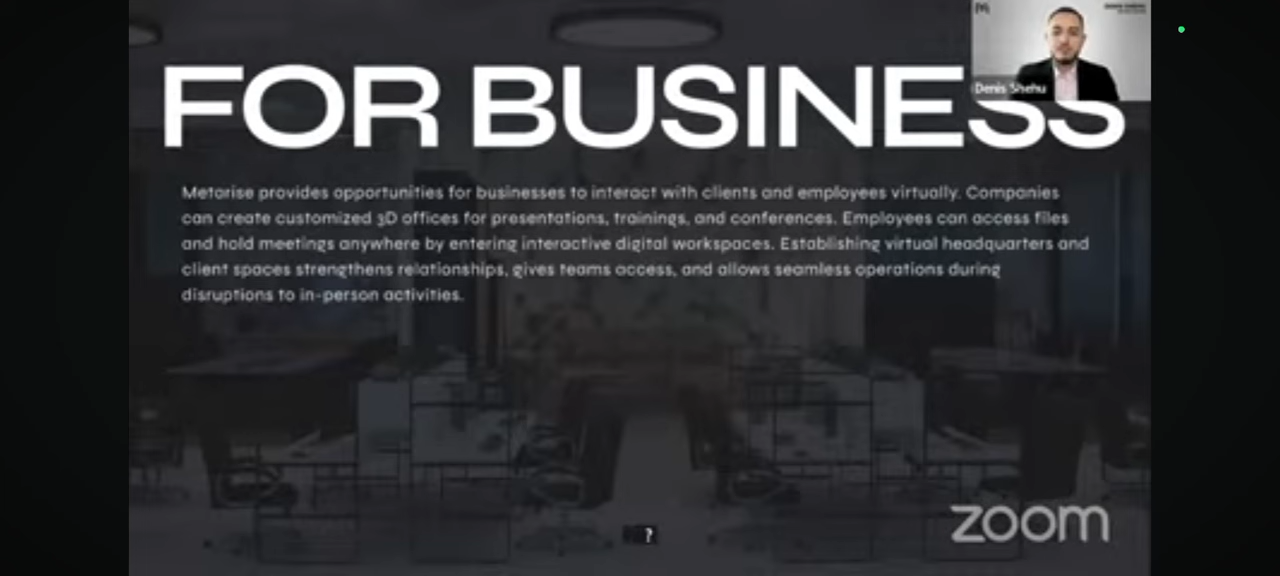 FOR BUSINESS
Denis Shehu
Metarise provides opportunities for businesses to interact with clients and employees virtually. Companies
can create customized 3D offices for presentations, trainings, and conferences. Employees can access files
and hold meetings anywhere by entering interactive digital workspaces. Establishing virtual headquarters and
client spaces strengthens relationships, gives teams access, and allows seamless operations during
disruptions to in-person activities.
?
zoom